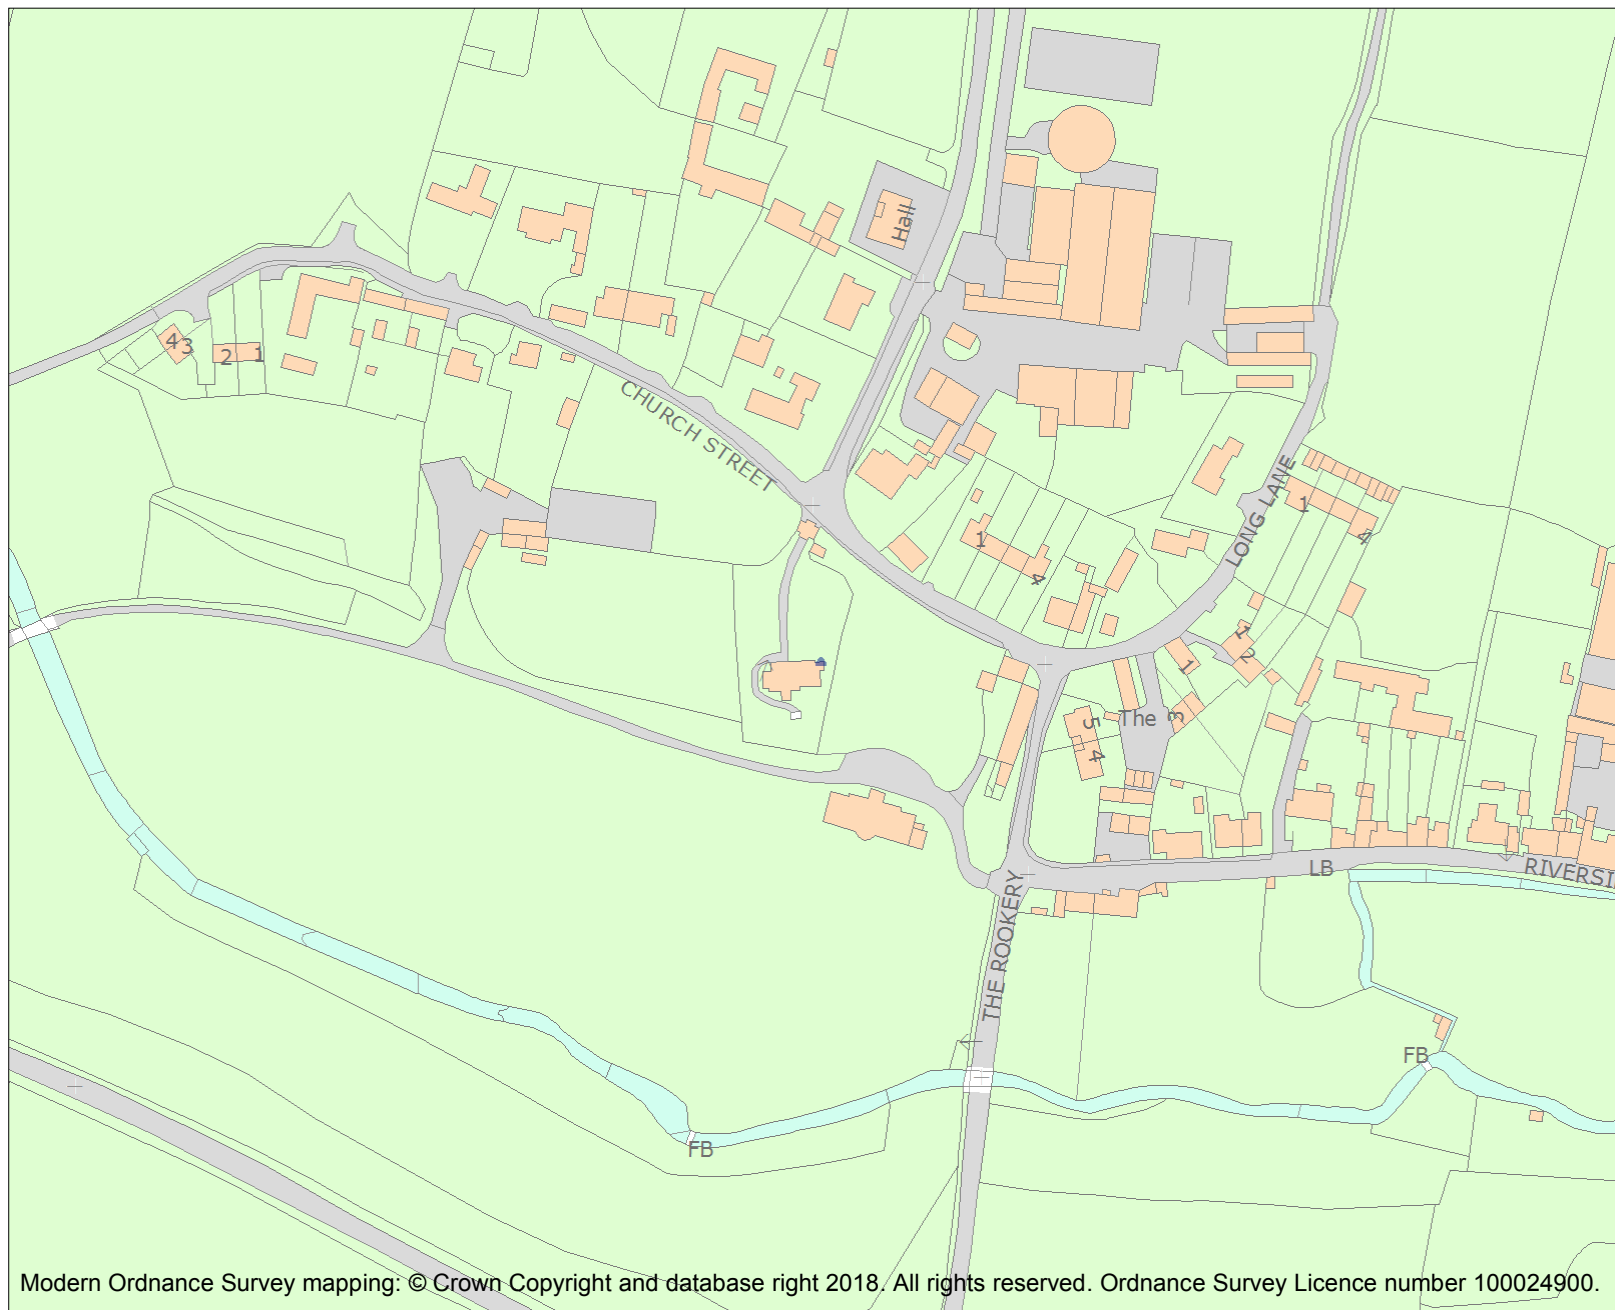 Hall
4
3
2
1
CHURCH STREET
LONG LANE
1
4
1
4
1
2
1
The
3
5
4
LB
RIVERSI
THE ROOKERY
FB
FB
Modern Ordnance Survey mapping: © Crown Copyright and database right 2018. All rights reserved. Ordnance Survey Licence number 100024900.